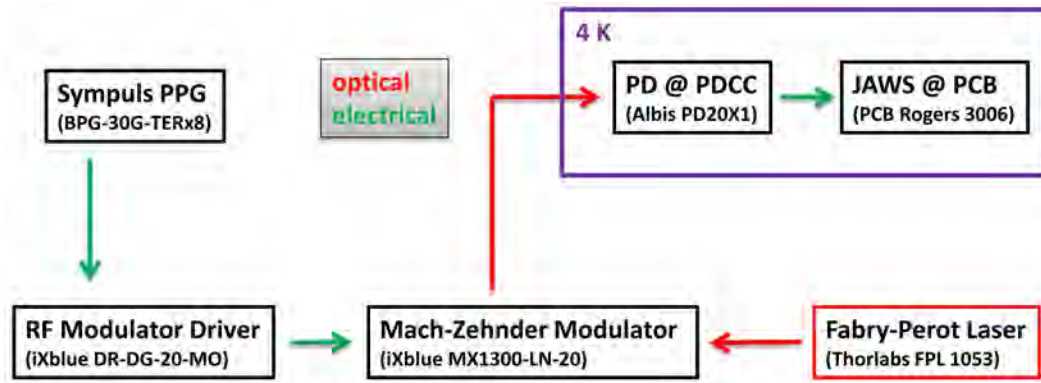 4 K
Sympuls PPG
(BPG-30G-TERx8)
optical
electrical
PD @ PDCC
(Albis PD20X1)
JAWS @ PCB
(PCB Rogers 3006)
RF Modulator Driver
(iXblue DR-DG-20-MO)
Mach-Zehnder Modulator
(iXblue MX1300-LN-20)
Fabry-Perot Laser
(Thorlabs FPL 1053)